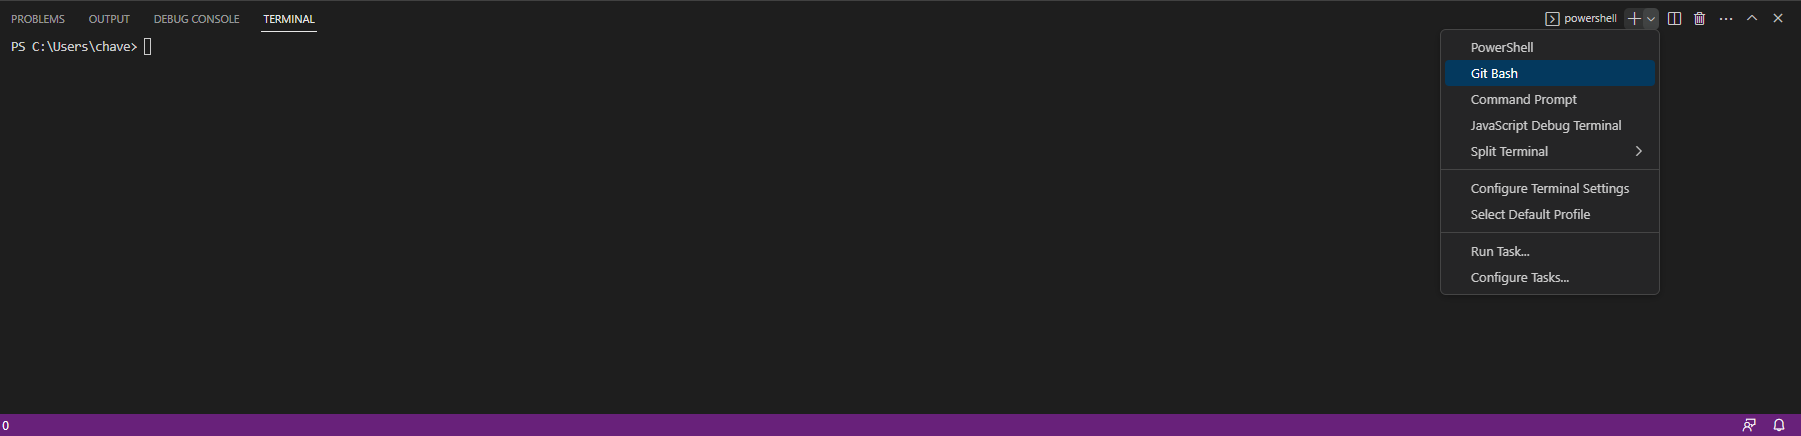 PROBLEMS OUTPUT DEBUG CONSOLE TERMINAL powershell
PS C:\Users\chave>
PowerShell
Git Bash
Command Prompt
JavaScript Debug Terminal
Split Terminal
Configure Terminal Settings
Select Default Profile
Run Task...
Configure Tasks...
0